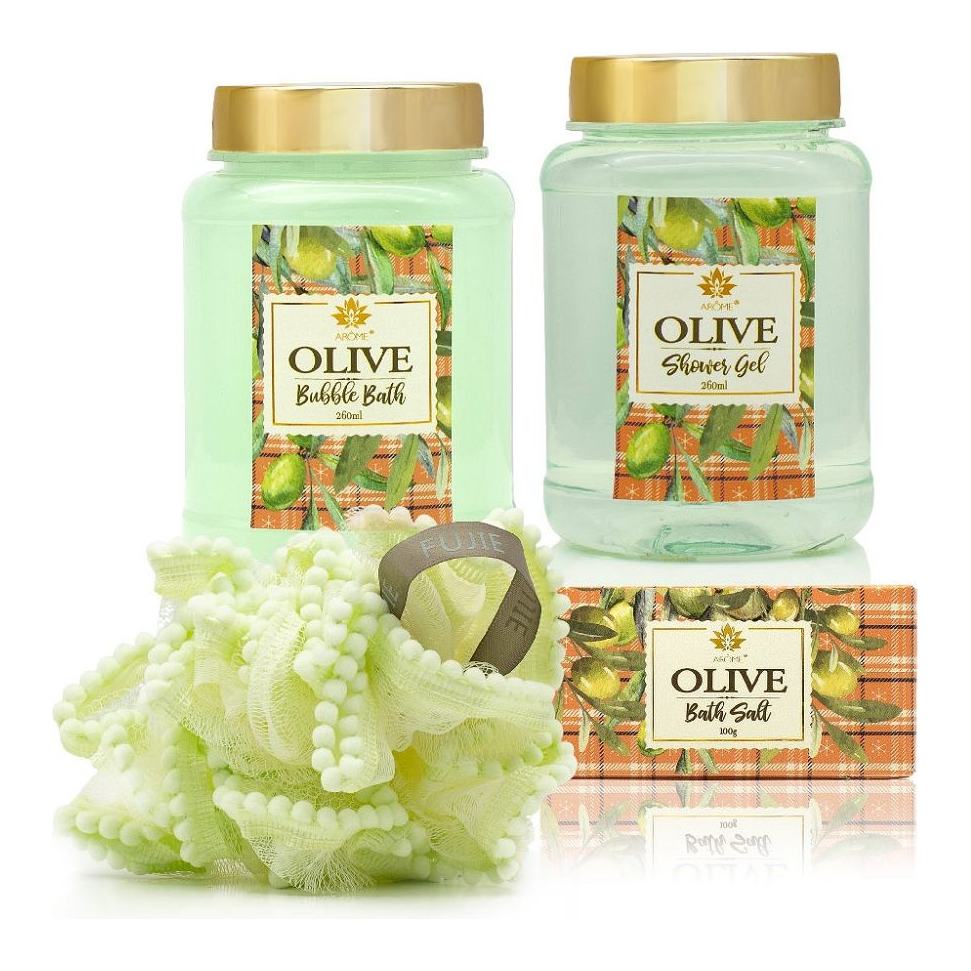 ARÔME®
OLIVE
Bubble Bath
260ml
ARÔME®
OLIVE
Shower Gel
260ml
FUJIE
ARÔME®
OLIVE
Bath Salt
100g